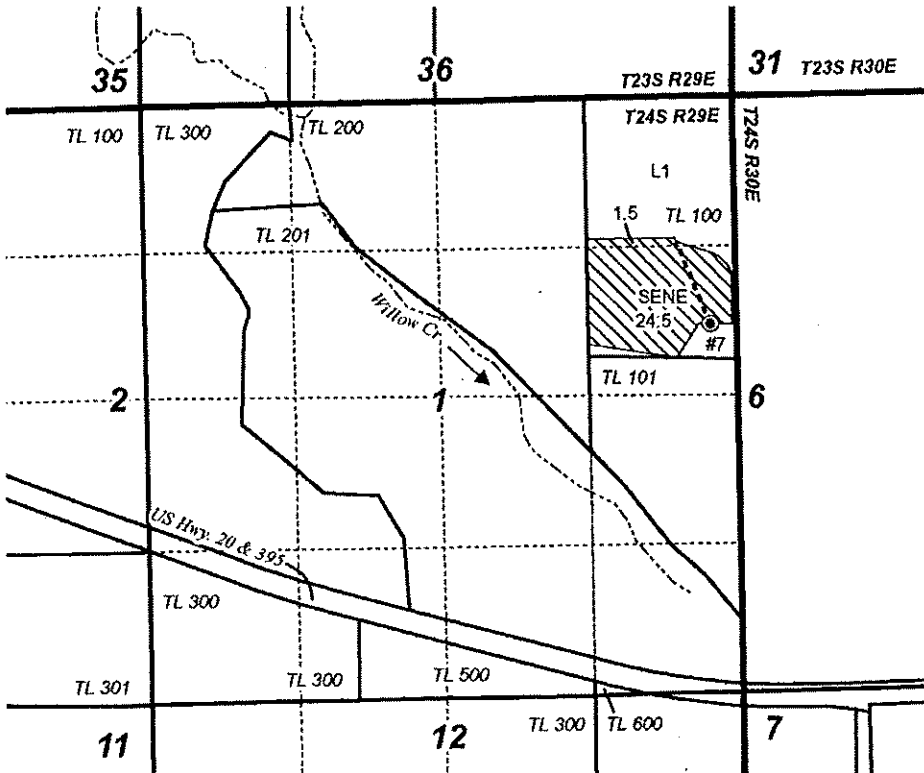 35
36
31
T23S R29E
T23S R30E
TL 100
TL 300
TL 200
T24S R29E
T24S R30E
L1
1.5
TL 100
TL 201
SENE
24.5
Willow Cr
#7
TL 101
2
1
6
US Hwy. 20 & 395
TL 300
TL 301
TL 300
TL 500
TL 300
TL 600
11
12
7